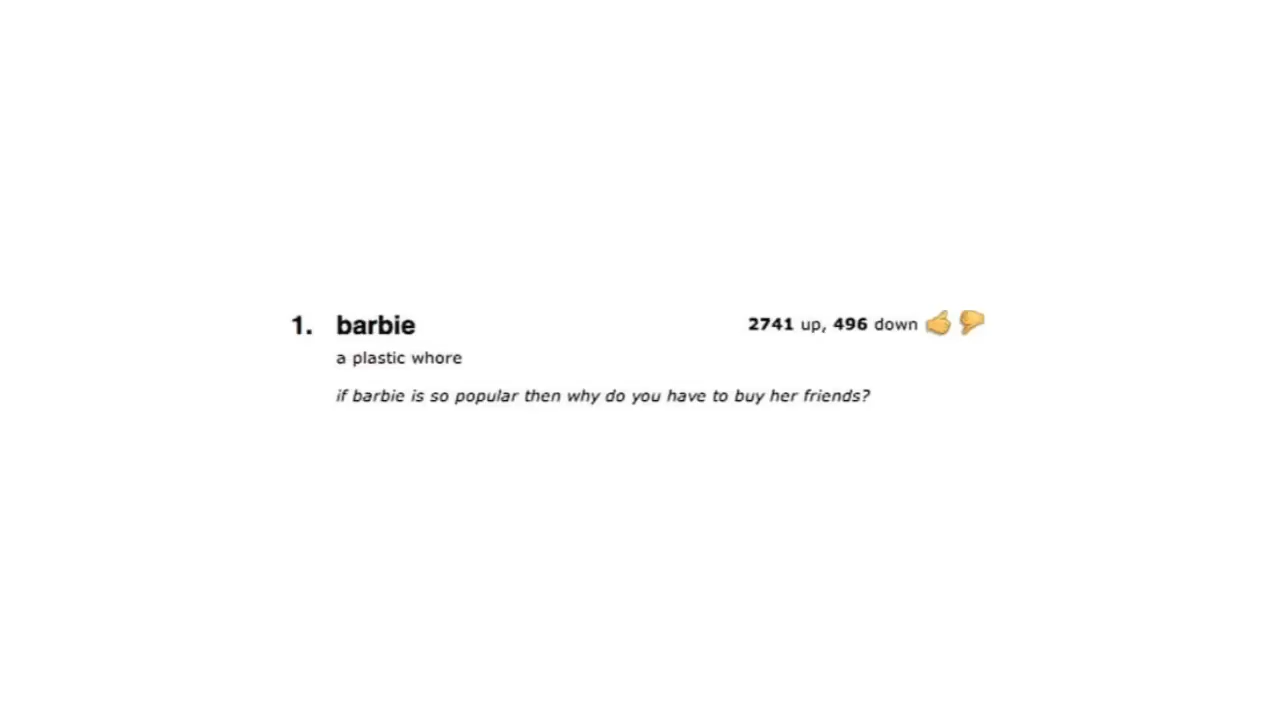 1. barbie 2741 up, 496 down
a plastic whore
if barbie is so popular then why do you have to buy her friends?